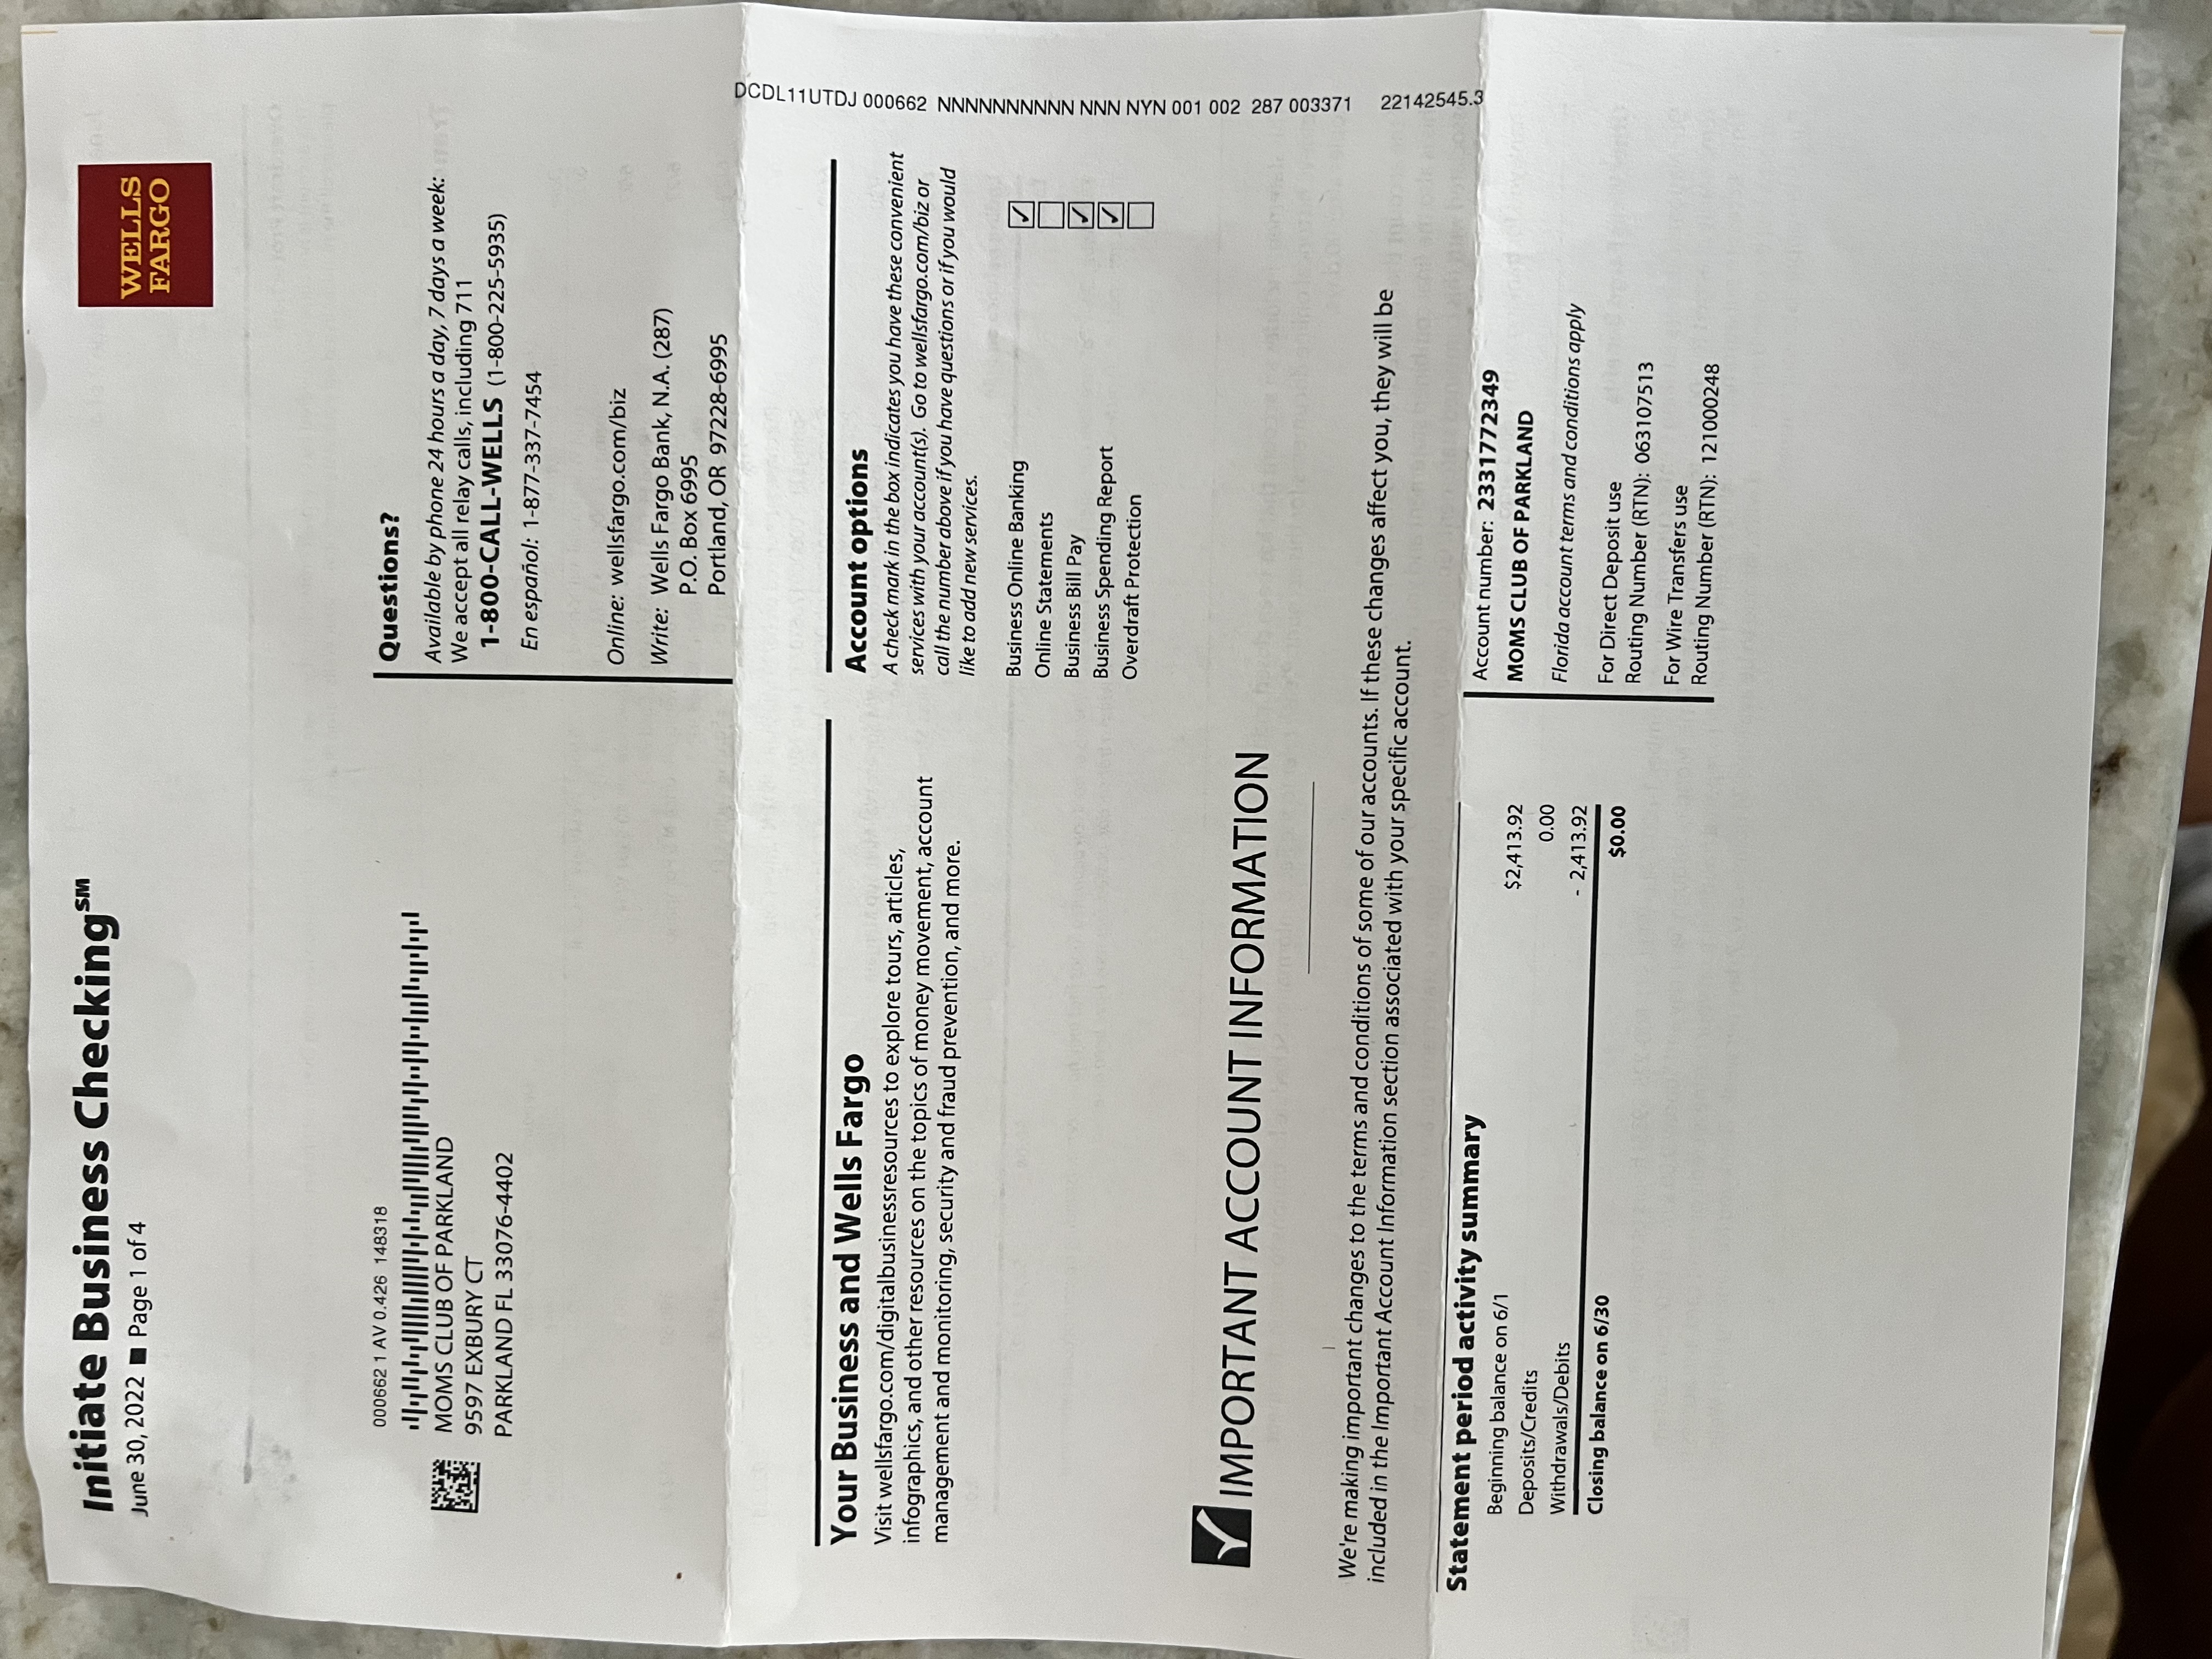 Initiate Business Checking℠
June 30, 2022 ■ Page 1 of 4
WELLS
FARGO
000662 1 AV 0.426 148318
MOMS CLUB OF PARKLAND
9597 EXBURY CT
PARKLAND FL 33076-4402
Questions?
Available by phone 24 hours a day, 7 days a week:
We accept all relay calls, including 711
1-800-CALL-WELLS (1-800-225-5935)
En español: 1-877-337-7454
Online: wellsfargo.com/biz
Write: Wells Fargo Bank, N.A. (287)
P.O. Box 6995
Portland, OR 97228-6995
Your Business and Wells Fargo
Visit wellsfargo.com/digitalbusinessresources to explore tours, articles,
infographics, and other resources on the topics of money movement, account
management and monitoring, security and fraud prevention, and more.
Account options
A check mark in the box indicates you have these convenient
services with your account(s). Go to wellsfargo.com/biz or
call the number above if you have questions or if you would
like to add new services.
Business Online Banking ✓
Online Statements
Business Bill Pay ✓
Business Spending Report ✓
Overdraft Protection
IMPORTANT ACCOUNT INFORMATION
We're making important changes to the terms and conditions of some of our accounts. If these changes affect you, they will be
included in the Important Account Information section associated with your specific account.
Statement period activity summary
Beginning balance on 6/1 $2,413.92
Deposits/Credits 0.00
Withdrawals/Debits - 2,413.92
Closing balance on 6/30 $0.00
Account number: 2331772349
MOMS CLUB OF PARKLAND
Florida account terms and conditions apply
For Direct Deposit use
Routing Number (RTN): 063107513
For Wire Transfers use
Routing Number (RTN): 121000248
DCDL11UTDJ 000662 NNNNNNNNNNN NNN NYN 001 002 287 003371 22142545.3